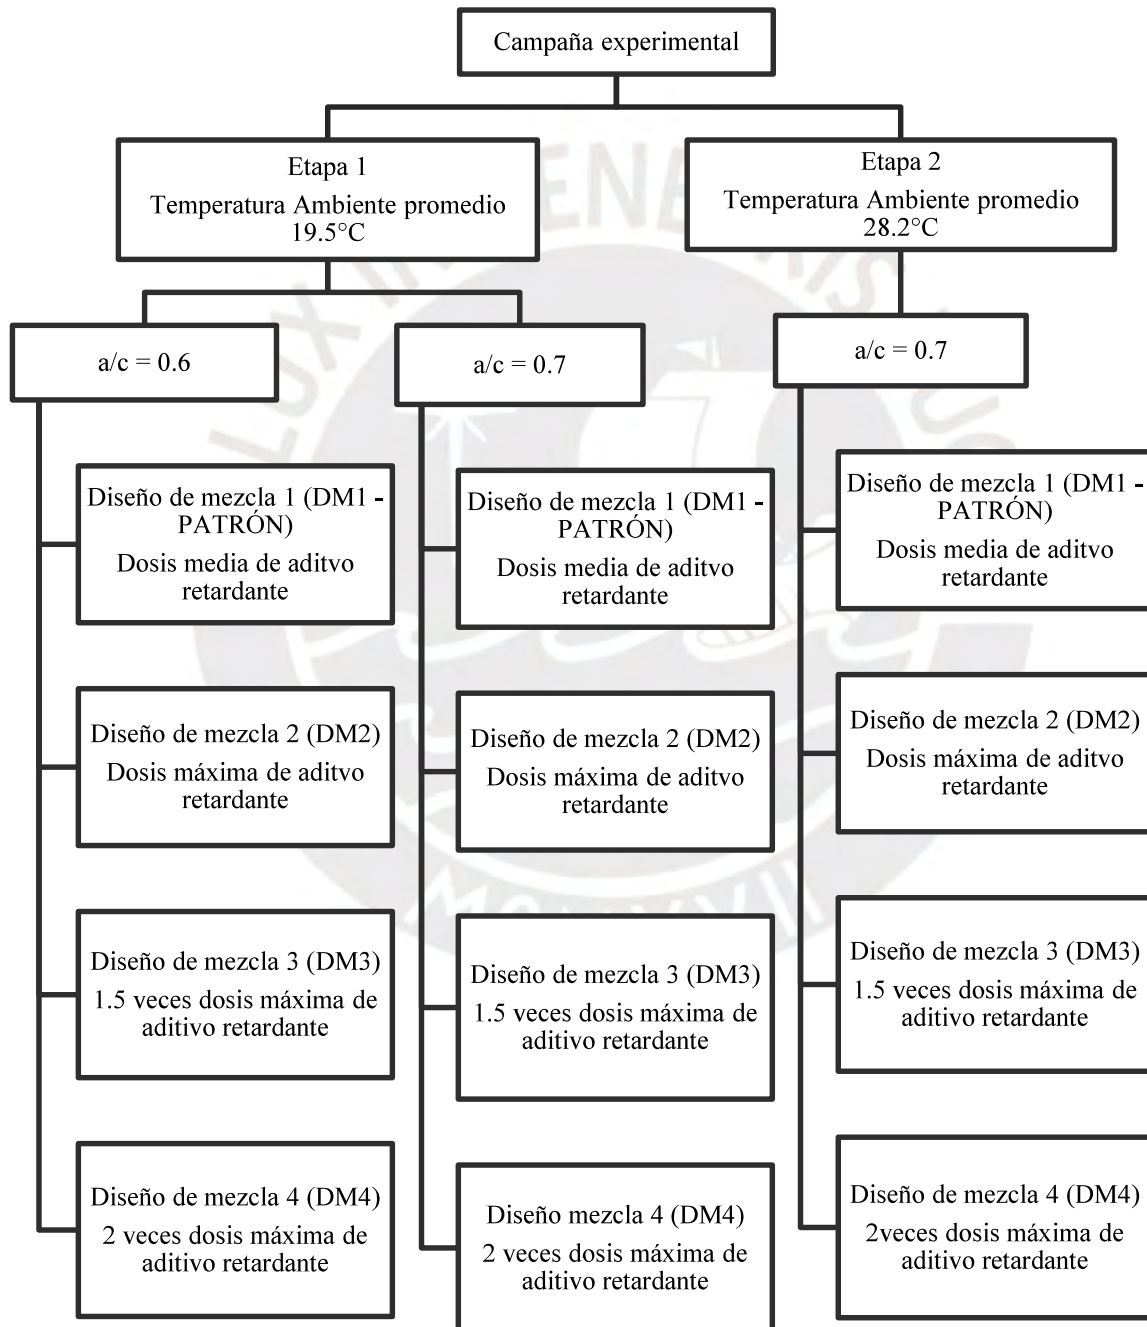 Campaña experimental
Etapa 1
Temperatura Ambiente promedio
19.5°C
Etapa 2
Temperatura Ambiente promedio
28.2°C
a/c = 0.6
a/c = 0.7
a/c = 0.7
Diseño de mezcla 1 (DM1 -
PATRÓN)
Dosis media de aditvo
retardante
Diseño de mezcla 2 (DM2)
Dosis máxima de aditvo
retardante
Diseño de mezcla 3 (DM3)
1.5 veces dosis máxima de
aditivo retardante
Diseño de mezcla 4 (DM4)
2 veces dosis máxima de
aditivo retardante
Diseño de mezcla 1 (DM1 -
PATRÓN)
Dosis media de aditvo
retardante
Diseño de mezcla 2 (DM2)
Dosis máxima de aditvo
retardante
Diseño de mezcla 3 (DM3)
1.5 veces dosis máxima de
aditivo retardante
Diseño mezcla 4 (DM4)
2 veces dosis máxima de
aditivo retardante
Diseño de mezcla 1 (DM1 -
PATRÓN)
Dosis media de aditvo
retardante
Diseño de mezcla 2 (DM2)
Dosis máxima de aditvo
retardante
Diseño de mezcla 3 (DM3)
1.5 veces dosis máxima de
aditivo retardante
Diseño de mezcla 4 (DM4)
2veces dosis máxima de
aditivo retardante